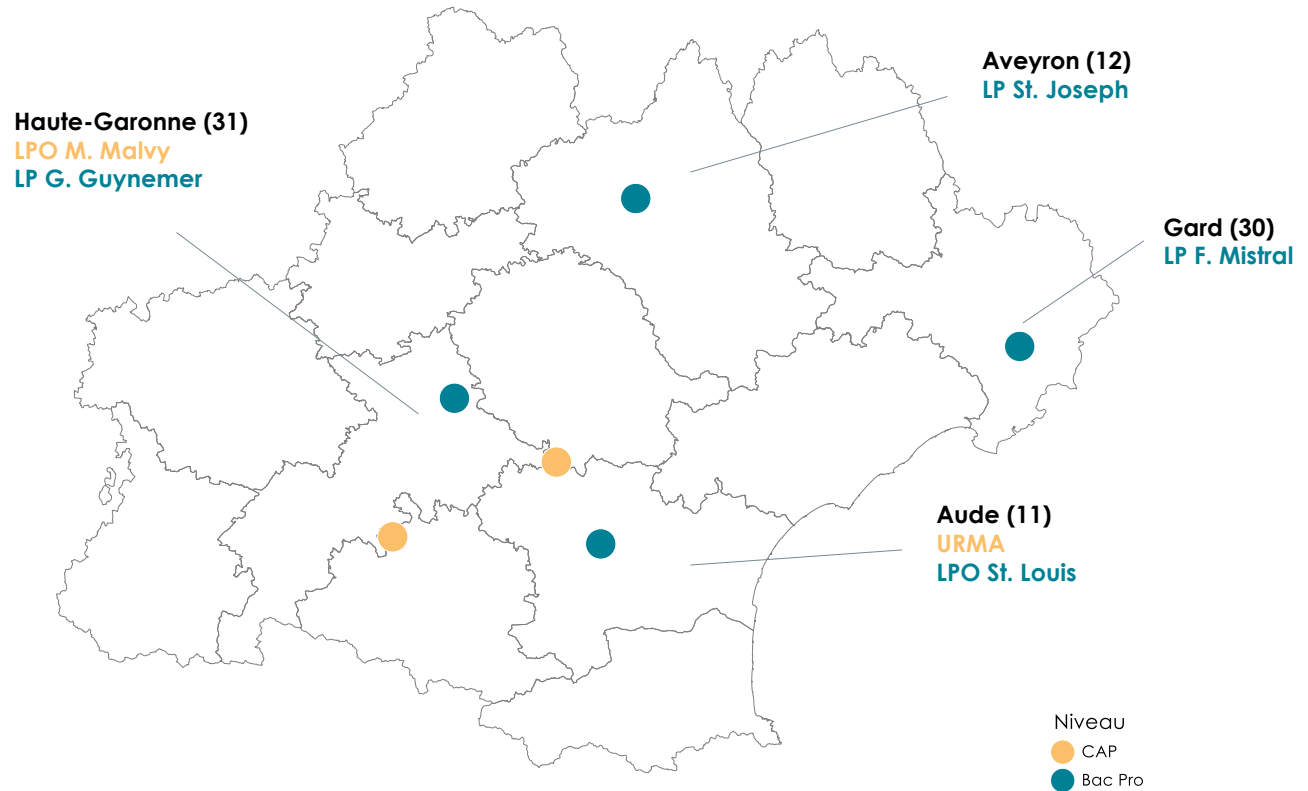 Aveyron (12)
LP St. Joseph
Haute-Garonne (31)
LPO M. Malvy
LP G. Guynemer
Gard (30)
LP F. Mistral
Aude (11)
URMA
LPO St. Louis
Niveau
CAP
Bac Pro